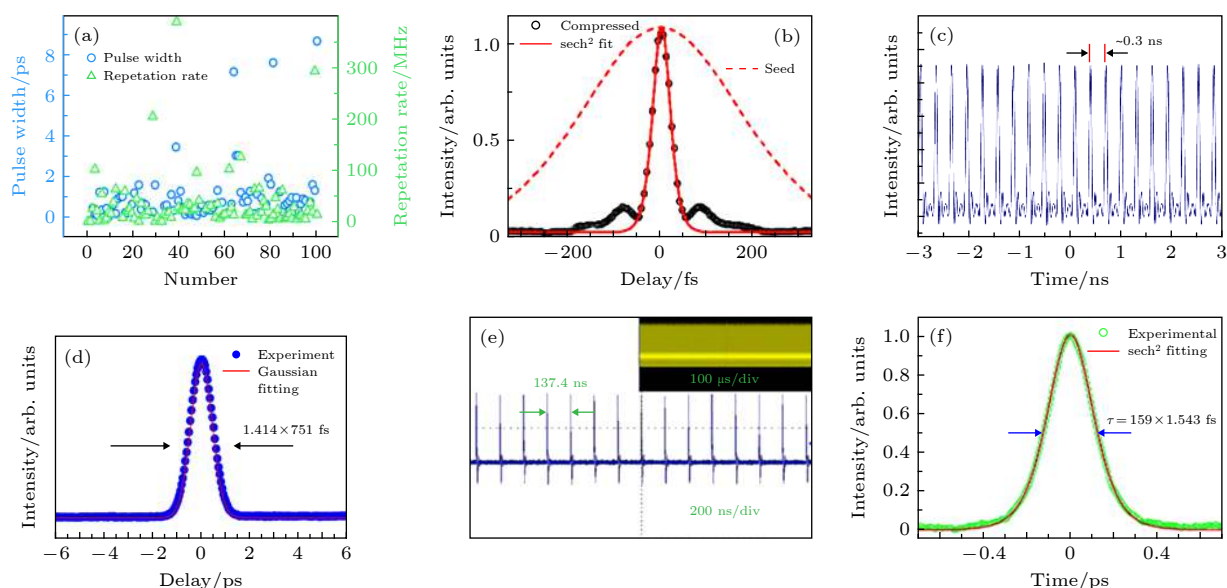 (a)
Pulse width
Repetation rate
Pulse width/ps
0
2
4
6
8
0
20
40
60
80
100
Number
0
100
200
300
Repetation rate/MHz
(b)
Compressed
sech² fit
Seed
Intensity/arb. units
0
0.5
1.0
−200
0
200
Delay/fs
(c)
~0.3 ns
Intensity/arb. units
−3
−2
−1
0
1
2
3
Time/ns
(d)
Experiment
Gaussian
fitting
1.414×751 fs
Intensity/arb. units
−6
−4
−2
0
2
4
6
Delay/ps
(e)
100 μs/div
137.4 ns
200 ns/div
Intensity/arb. units
(f)
Experimental
sech² fitting
τ=159×1.543 fs
Intensity/arb. units
0
0.2
0.4
0.6
0.8
1.0
−0.4
0
0.4
Time/ps